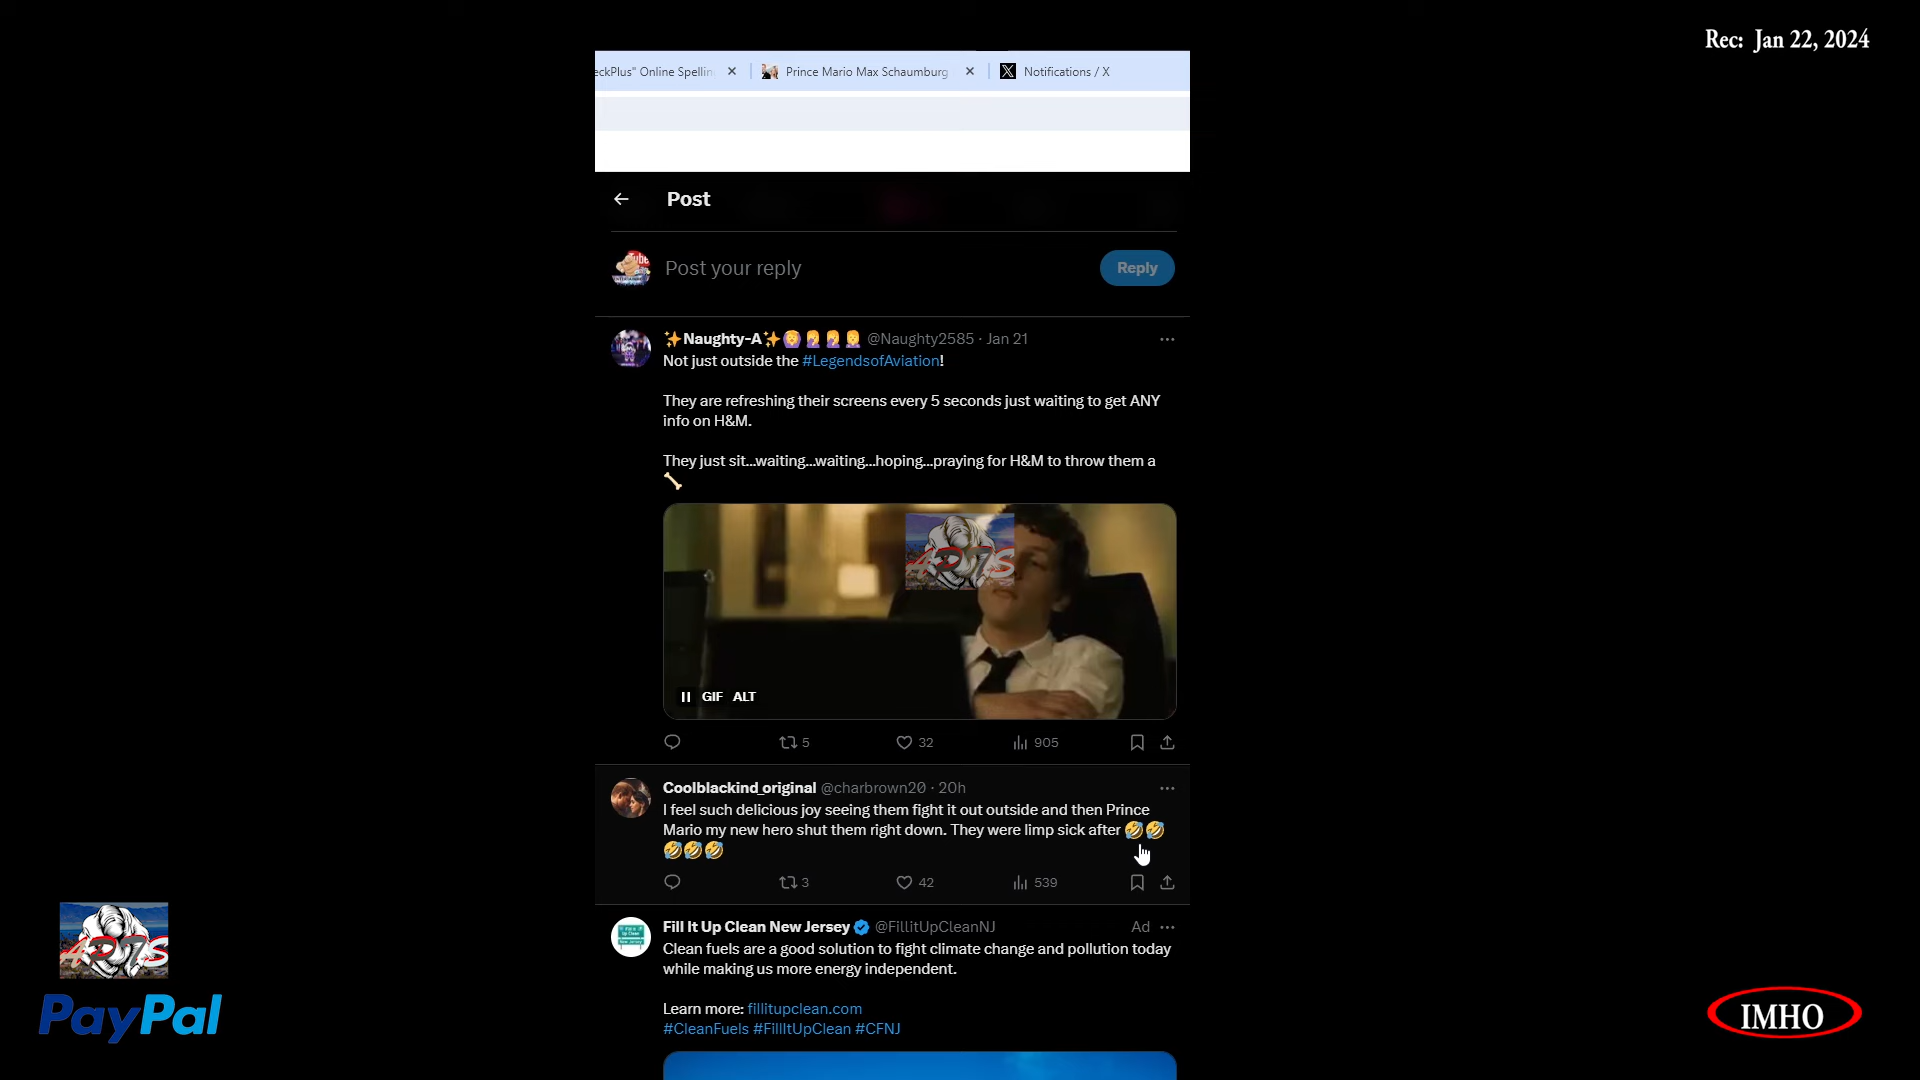 Rec: Jan 22, 2024
eckPlus" Online Spellin
Prince Mario Max Schaumburg
Notifications / X
Post
Post your reply
Reply
✨Naughty-A✨ @Naughty2585 · Jan 21
Not just outside the #LegendsofAviation!
They are refreshing their screens every 5 seconds just waiting to get ANY
info on H&M.
They just sit...waiting...waiting...hoping...praying for H&M to throw them a
🦴
GIF ALT
5 32 905
Coolblackind_original @charbrown20 · 20h
I feel such delicious joy seeing them fight it out outside and then Prince
Mario my new hero shut them right down. They were limp sick after 🤣🤣
🤣🤣🤣
3 42 539
Fill It Up Clean New Jersey @FillitUpCleanNJ Ad
Clean fuels are a good solution to fight climate change and pollution today
while making us more energy independent.
Learn more: fillitupclean.com
#CleanFuels #FillItUpClean #CFNJ
PayPal
IMHO